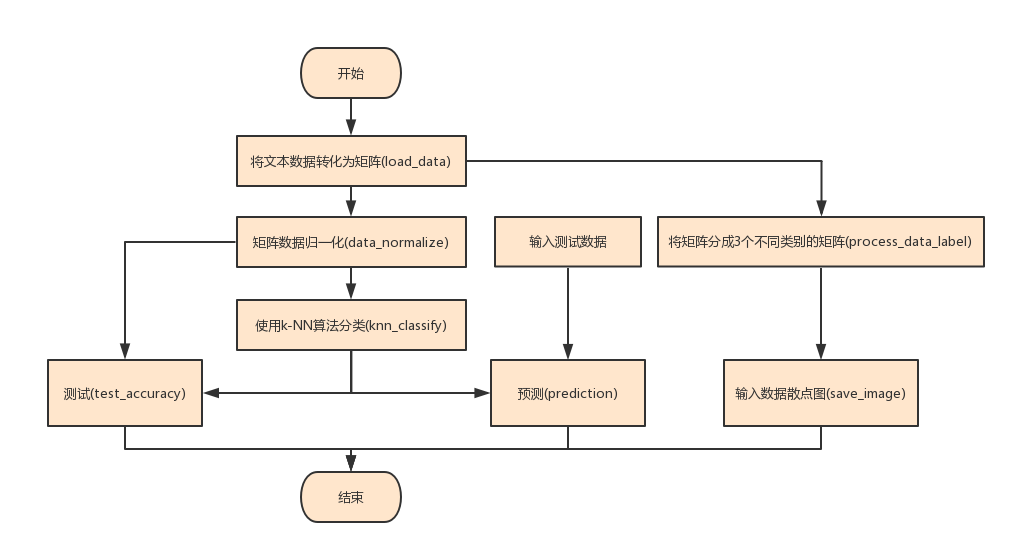 开始
将文本数据转化为矩阵(load_data)
矩阵数据归一化(data_normalize)
输入测试数据
将矩阵分成3个不同类别的矩阵(process_data_label)
使用k-NN算法分类(knn_classify)
测试(test_accuracy)
预测(prediction)
输入数据散点图(save_image)
结束